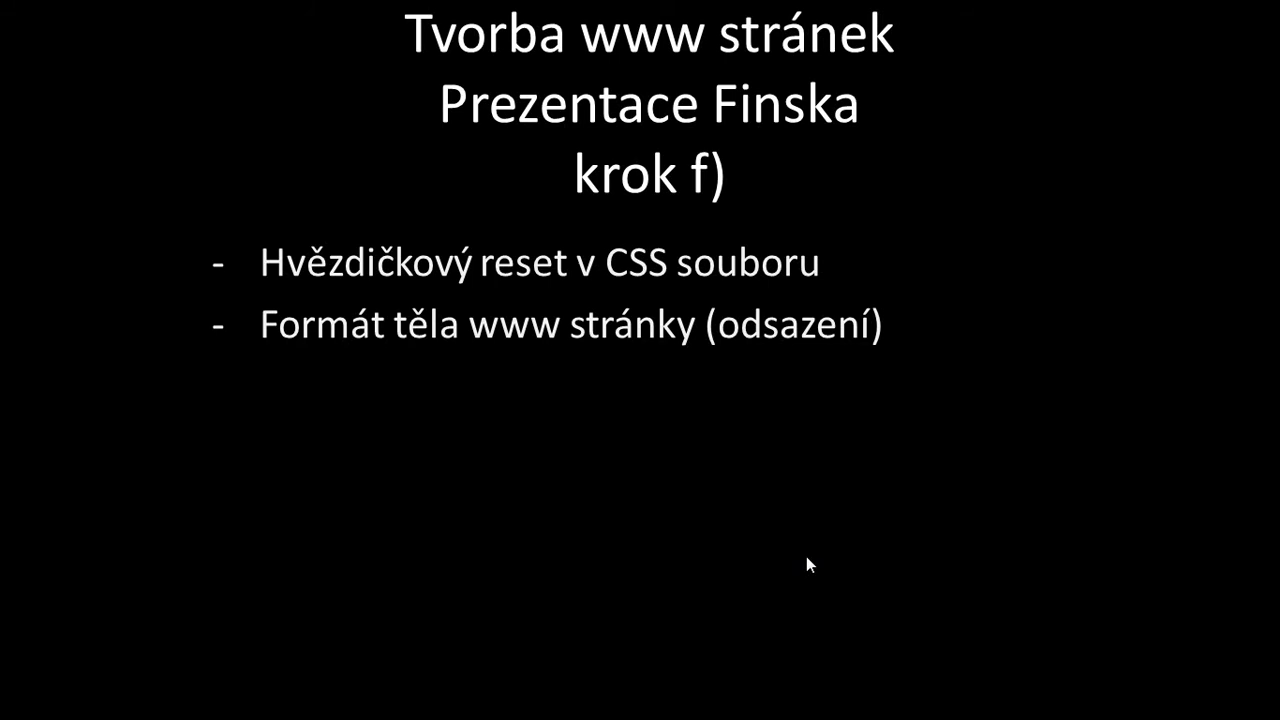 Tvorba www stránek
Prezentace Finska
krok f)
- Hvězdičkový reset v CSS souboru
- Formát těla www stránky (odsazení)